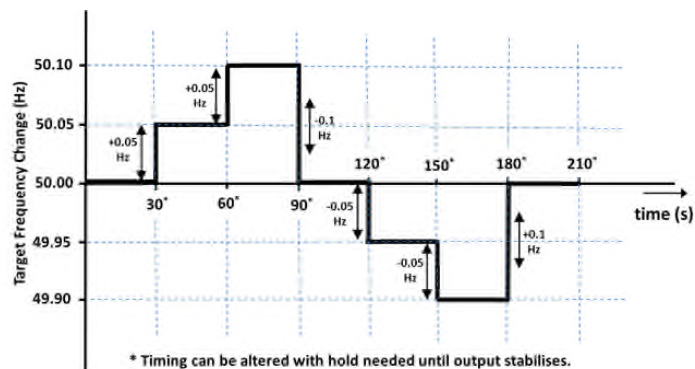 Target Frequency Change (Hz)
50.10
50.05
50.00
49.95
49.90
+0.05
Hz
+0.05
Hz
-0.1
Hz
30*
60*
90*
120*
150*
180*
210*
-0.05
Hz
-0.05
Hz
+0.1
Hz
time (s)
* Timing can be altered with hold needed until output stabilises.